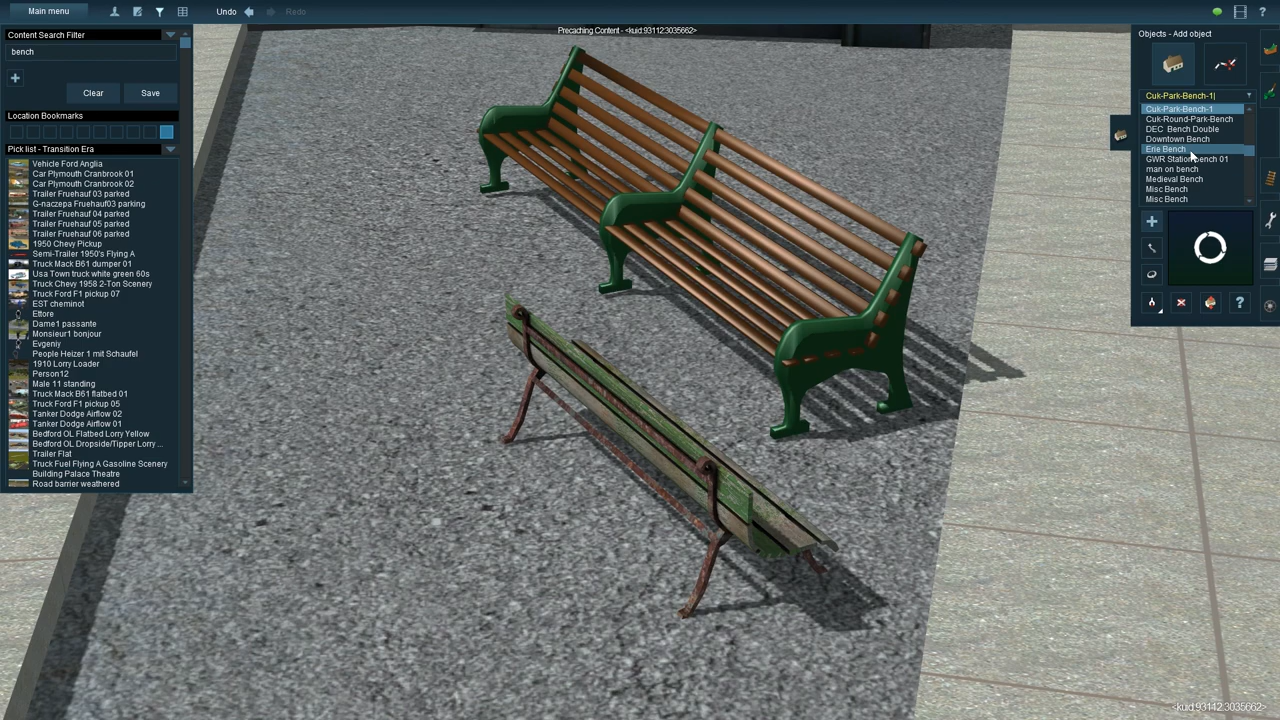 Main menu
Undo
Redo
Precaching Content - <kuid:93112:3035662>
Content Search Filter
bench
Clear
Save
Location Bookmarks
Pick list - Transition Era
Vehicle Ford Anglia
Car Plymouth Cranbrook 01
Car Plymouth Cranbrook 02
Trailer Fruehauf 03 parked
G-naczepa Fruehauf03 parking
Trailer Fruehauf 04 parked
Trailer Fruehauf 05 parked
Trailer Fruehauf 06 parked
1950 Chevy Pickup
Semi-Trailer 1950's Flying A
Truck Mack B61 dumper 01
Usa Town truck white green 60s
Truck Chevy 1958 2-Ton Scenery
Truck Ford F1 pickup 07
EST cheminot
Ettore
Dame1 passante
Monsieur1 bonjour
Evgeniy
People Heizer 1 mit Schaufel
1910 Lorry Loader
Person12
Male 11 standing
Truck Mack B61 flatbed 01
Truck Ford F1 pickup 05
Tanker Dodge Airflow 02
Tanker Dodge Airflow 01
Bedford OL Flatbed Lorry Yellow
Bedford OL Dropside/Tipper Lorry ...
Trailer Flat
Truck Fuel Flying A Gasoline Scenery
Building Palace Theatre
Road barrier weathered
Objects - Add object
Cuk-Park-Bench-1
Cuk-Park-Bench-1
Cuk-Round-Park-Bench
DEC Bench Double
Downtown Bench
Erie Bench
GWR Station bench 01
man on bench
Medieval Bench
Misc Bench
Misc Bench
<kuid:93112:3035662>